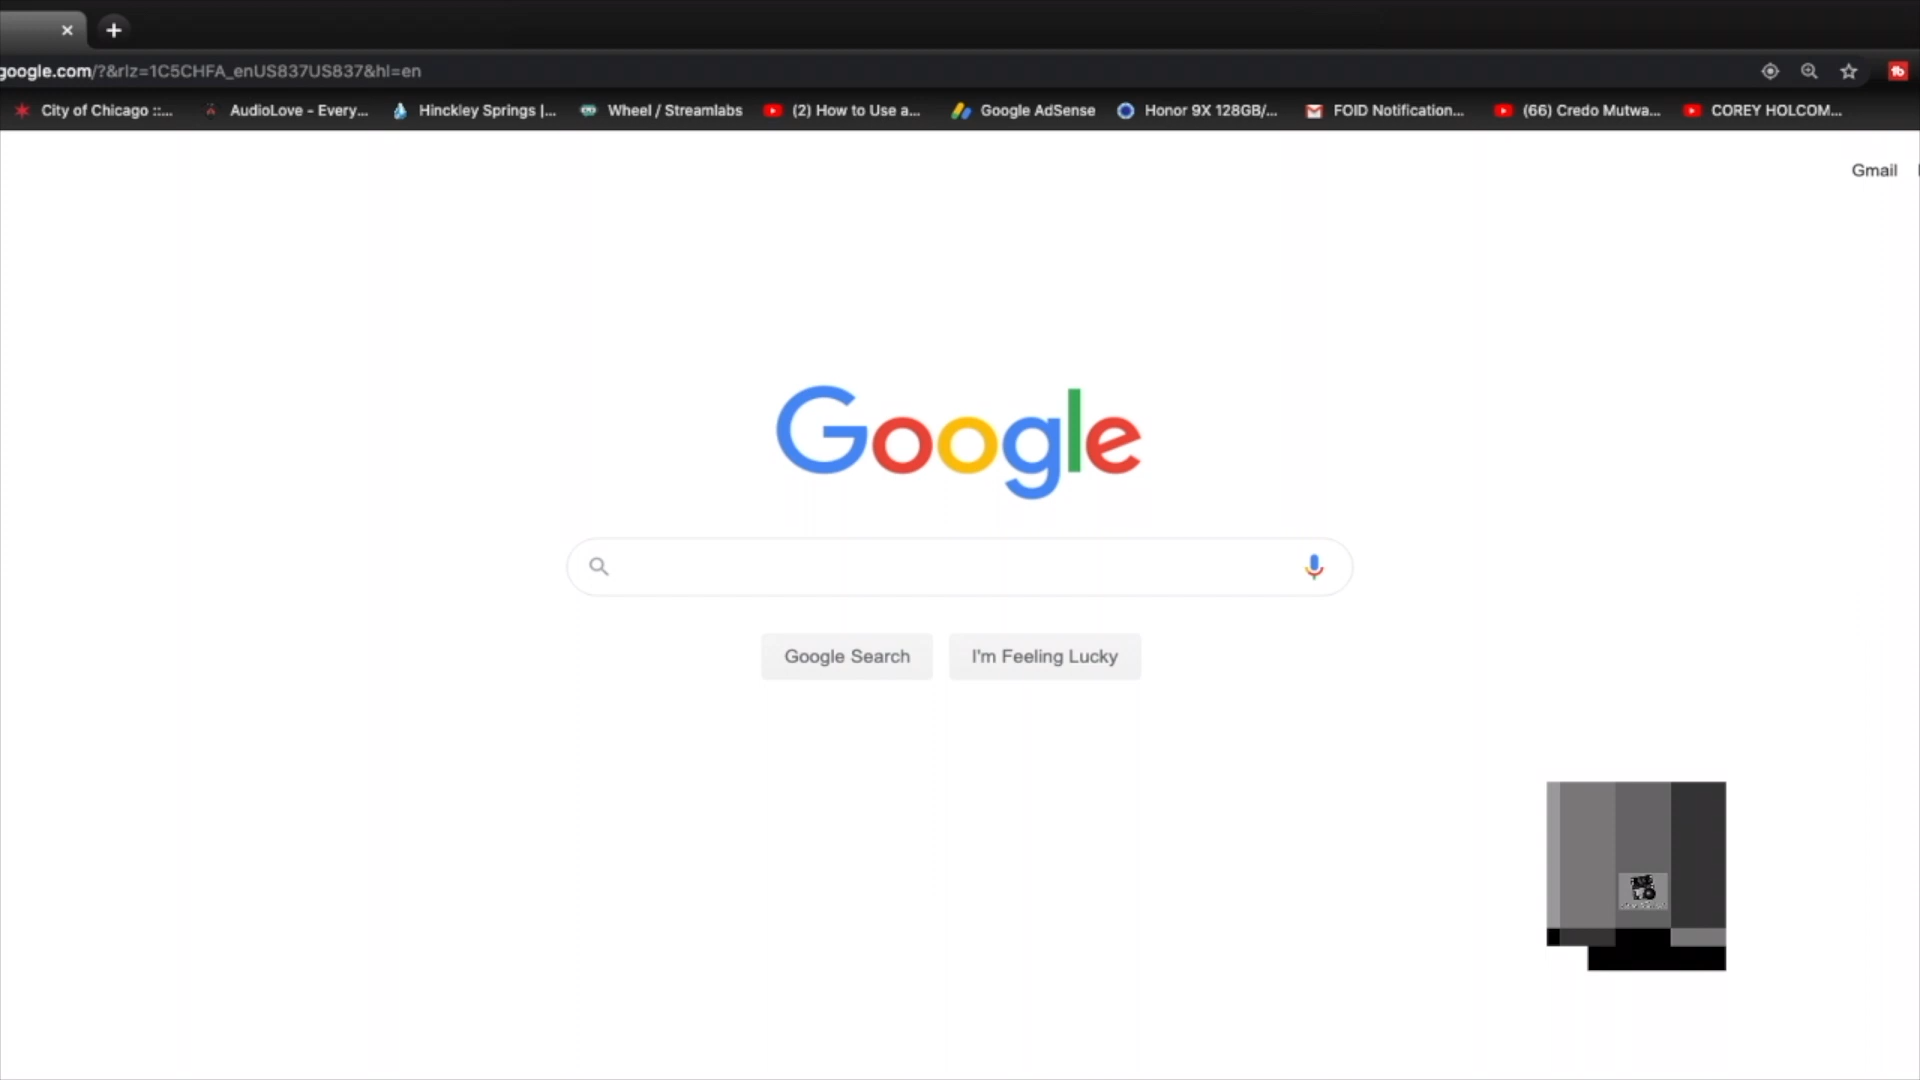 google.com/?&rlz=1C5CHFA_enUS837US837&hl=en
City of Chicago ::... AudioLove - Every... Hinckley Springs |... Wheel / Streamlabs (2) How to Use a... Google AdSense Honor 9X 128GB/... FOID Notification... (66) Credo Mutwa... COREY HOLCOM...
Gmail
Google
Google Search I'm Feeling Lucky